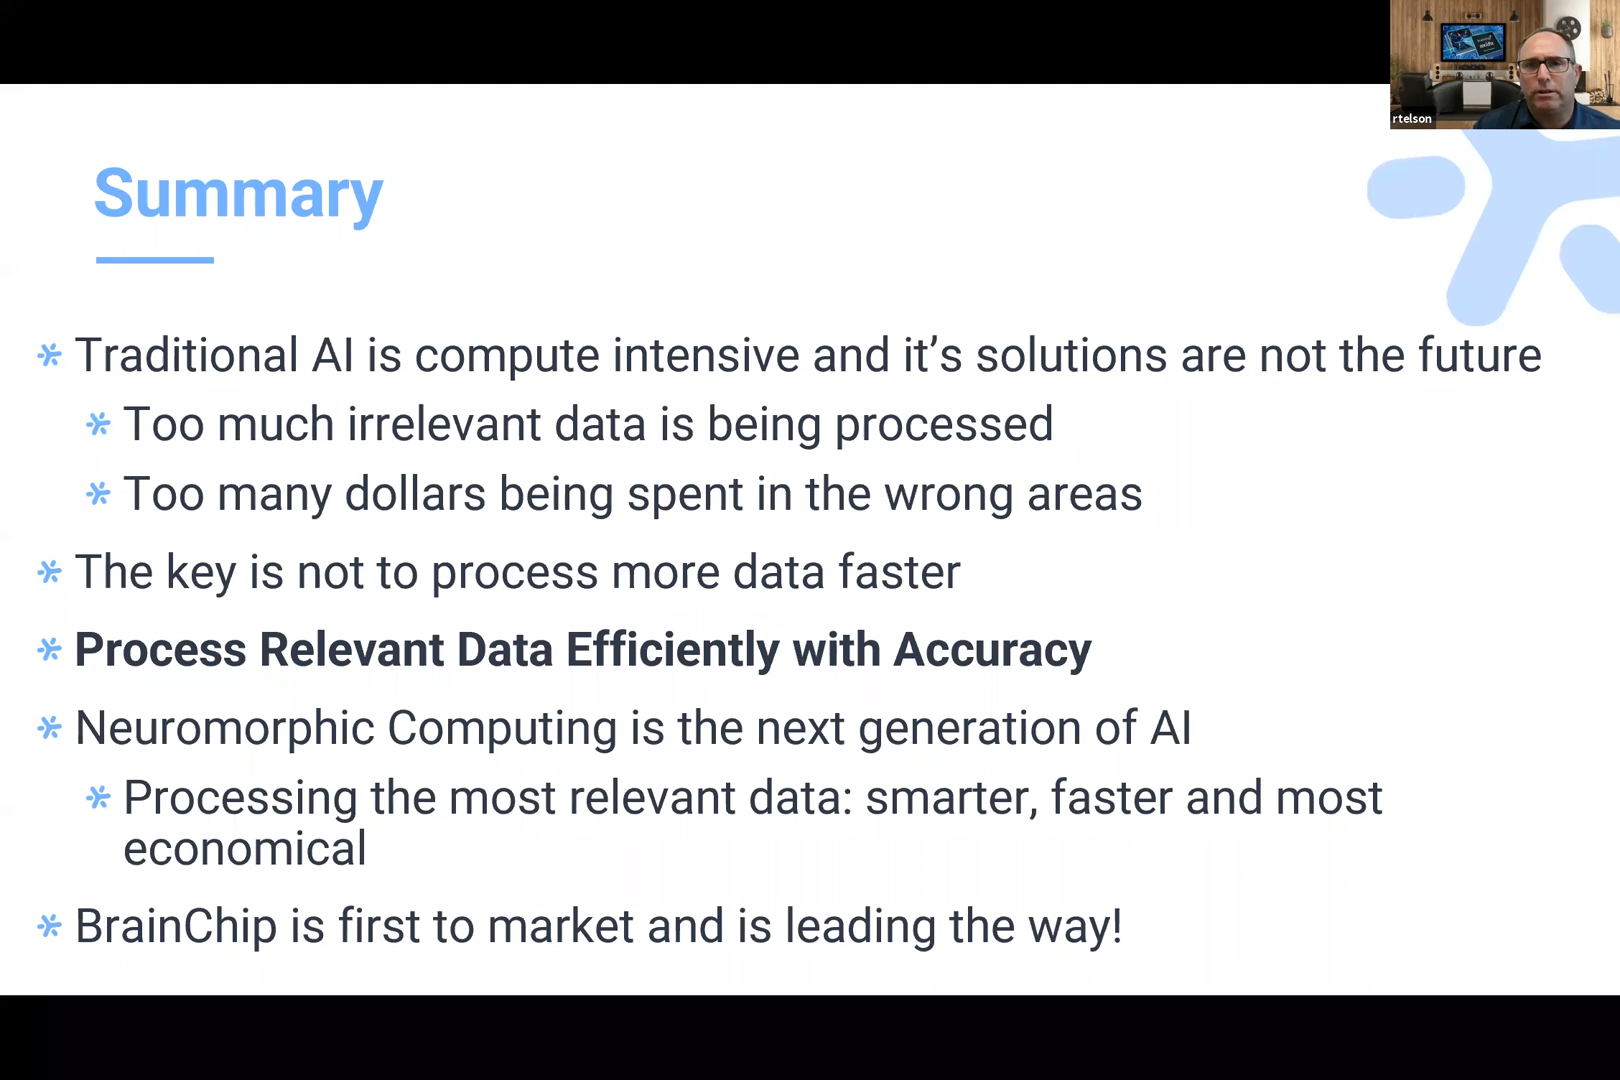 rtelson
Summary
Traditional AI is compute intensive and it’s solutions are not the future
Too much irrelevant data is being processed
Too many dollars being spent in the wrong areas
The key is not to process more data faster
Process Relevant Data Efficiently with Accuracy
Neuromorphic Computing is the next generation of AI
Processing the most relevant data: smarter, faster and most
economical
BrainChip is first to market and is leading the way!